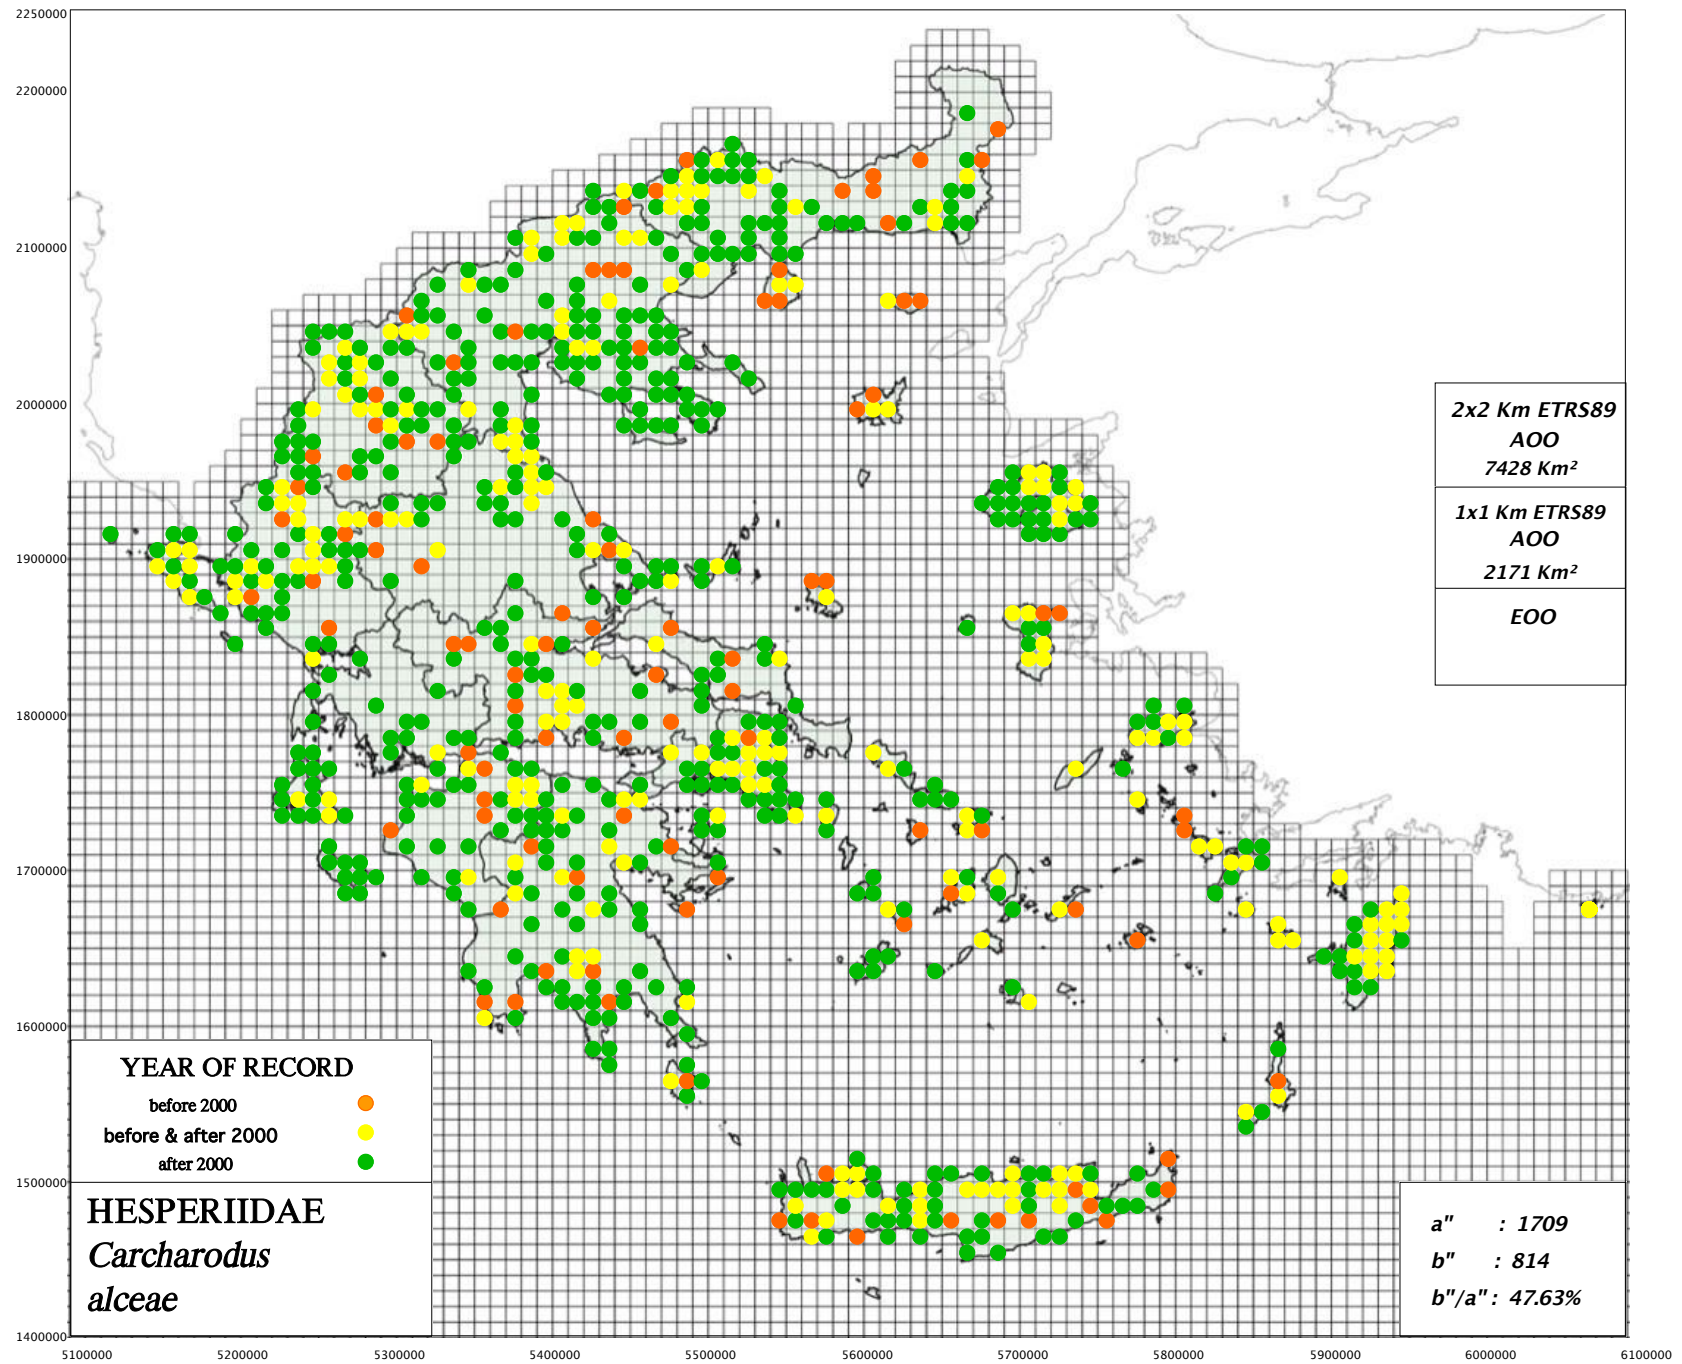 2250000
2200000
2100000
2000000
1900000
1800000
1700000
1600000
1500000
1400000
5100000 5200000 5300000 5400000 5500000 5600000 5700000 5800000 5900000 6000000 6100000
2x2 Km ETRS89
AOO
7428 Km²
1x1 Km ETRS89
AOO
2171 Km²
EOO
YEAR OF RECORD
before 2000
before & after 2000
after 2000
HESPERIIDAE
Carcharodus
alceae
a" : 1709
b" : 814
b"/a" : 47.63%